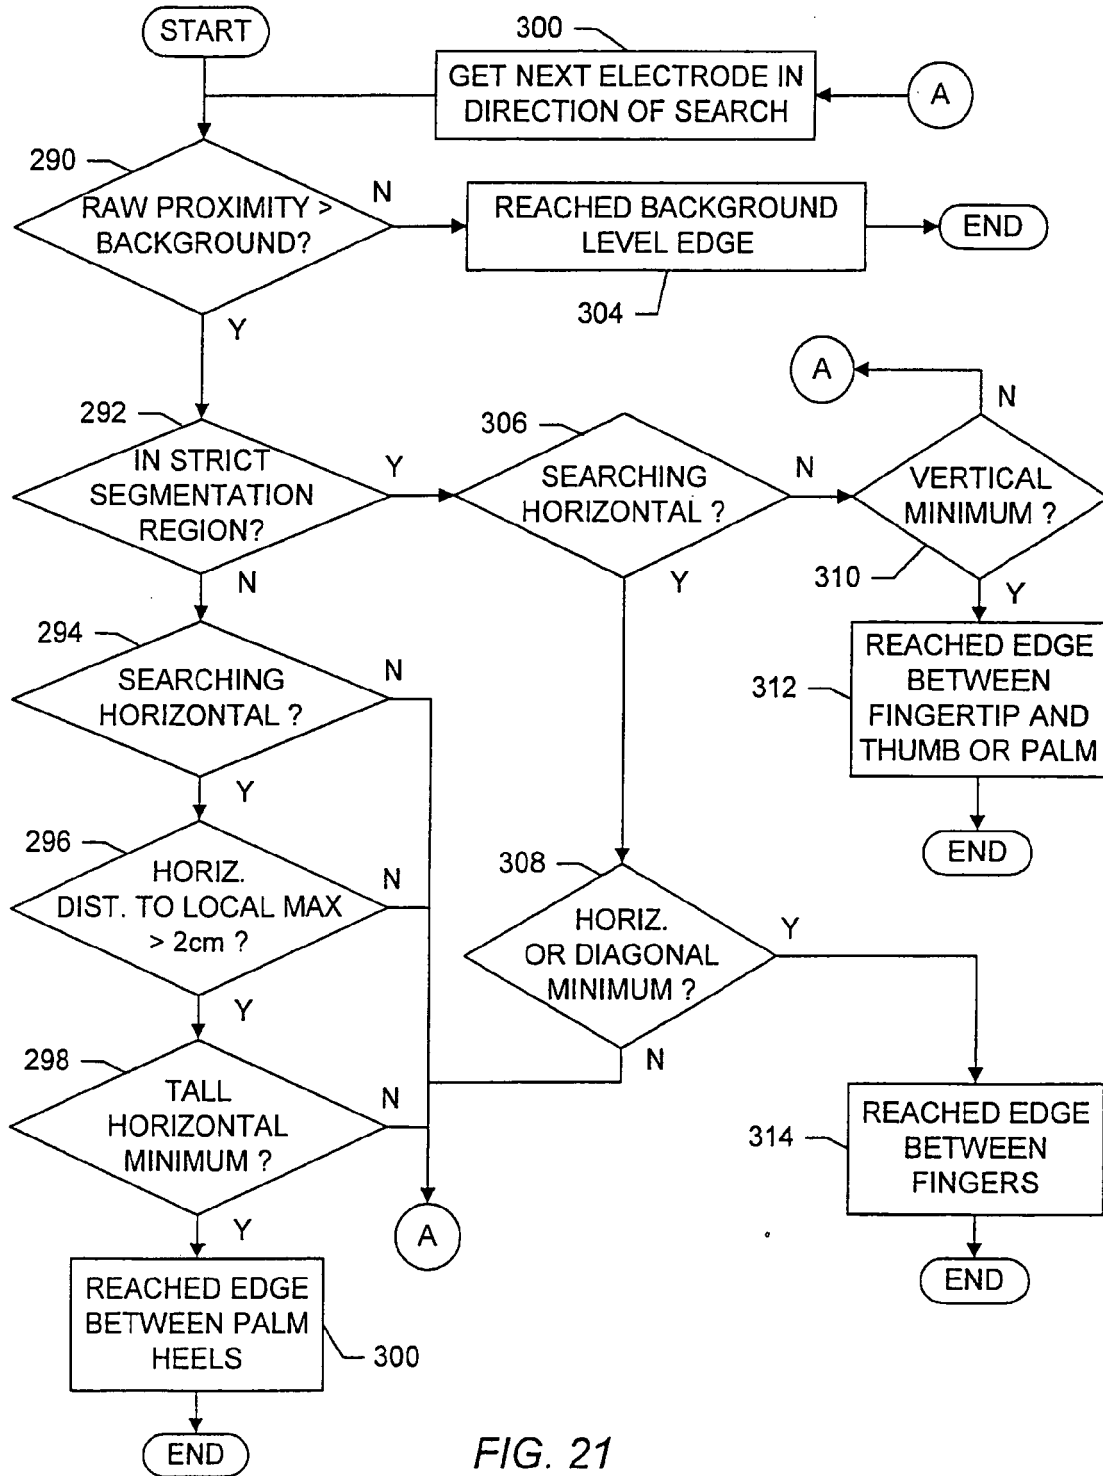 START
300
GET NEXT ELECTRODE IN
DIRECTION OF SEARCH
A
290
RAW PROXIMITY >
BACKGROUND?
N
REACHED BACKGROUND
LEVEL EDGE
END
304
Y
A
292
IN STRICT
SEGMENTATION
REGION?
Y
306
SEARCHING
HORIZONTAL ?
N
N
VERTICAL
MINIMUM ?
310
N
Y
Y
294
SEARCHING
HORIZONTAL ?
N
312
REACHED EDGE
BETWEEN
FINGERTIP AND
THUMB OR PALM
END
Y
296
HORIZ.
DIST. TO LOCAL MAX
> 2cm ?
N
308
HORIZ.
OR DIAGONAL
MINIMUM ?
Y
N
Y
298
TALL
HORIZONTAL
MINIMUM ?
N
314
REACHED EDGE
BETWEEN
FINGERS
END
Y
A
REACHED EDGE
BETWEEN PALM
HEELS
300
END
FIG. 21